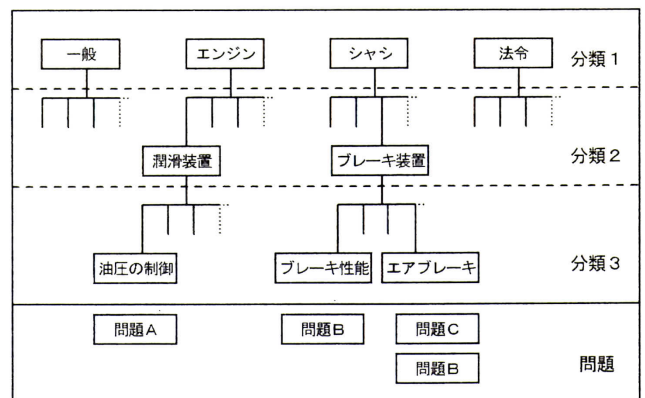 一般 エンジン シャシ 法令 分類1
潤滑装置 ブレーキ装置 分類2
油圧の制御 ブレーキ性能 エアブレーキ 分類3
問題A 問題B 問題C
問題B 問題